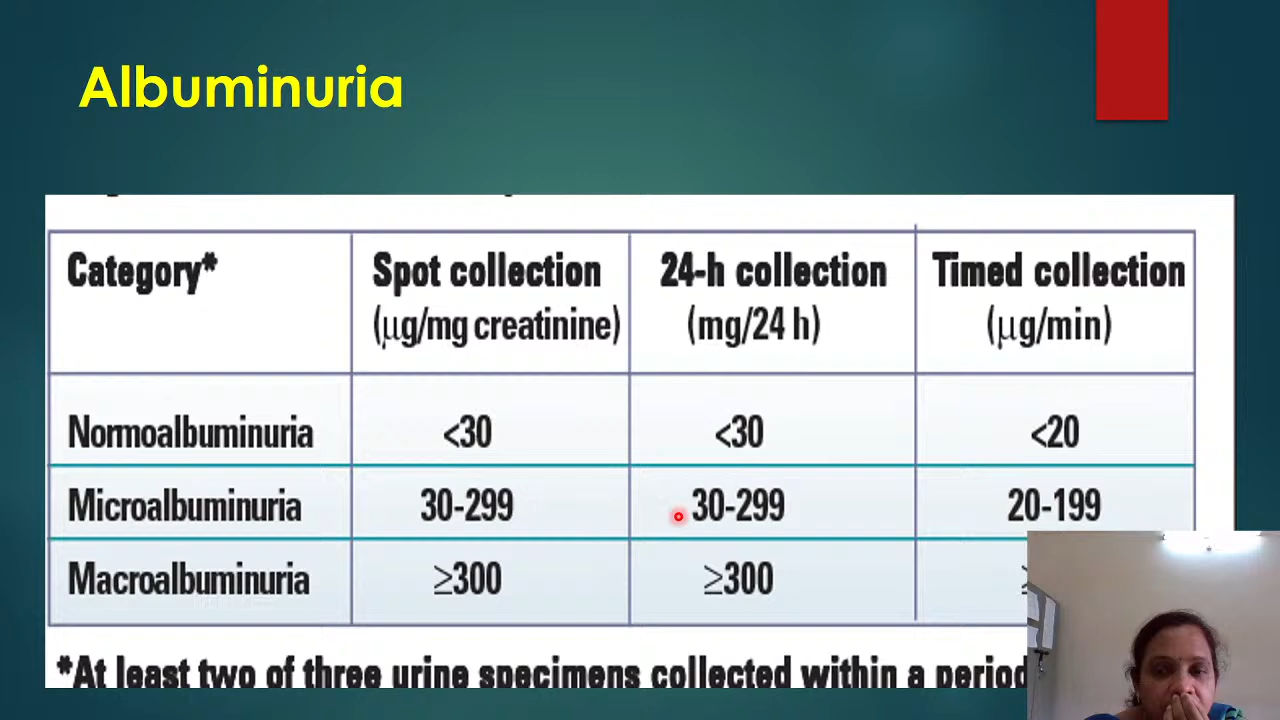 Albuminuria
Category* Spot collection 24-h collection Timed collection
(µg/mg creatinine) (mg/24 h) (µg/min)
Normoalbuminuria <30 <30 <20
Microalbuminuria 30-299 30-299 20-199
Macroalbuminuria ≥300 ≥300 ≥
*At least two of three urine specimens collected within a period